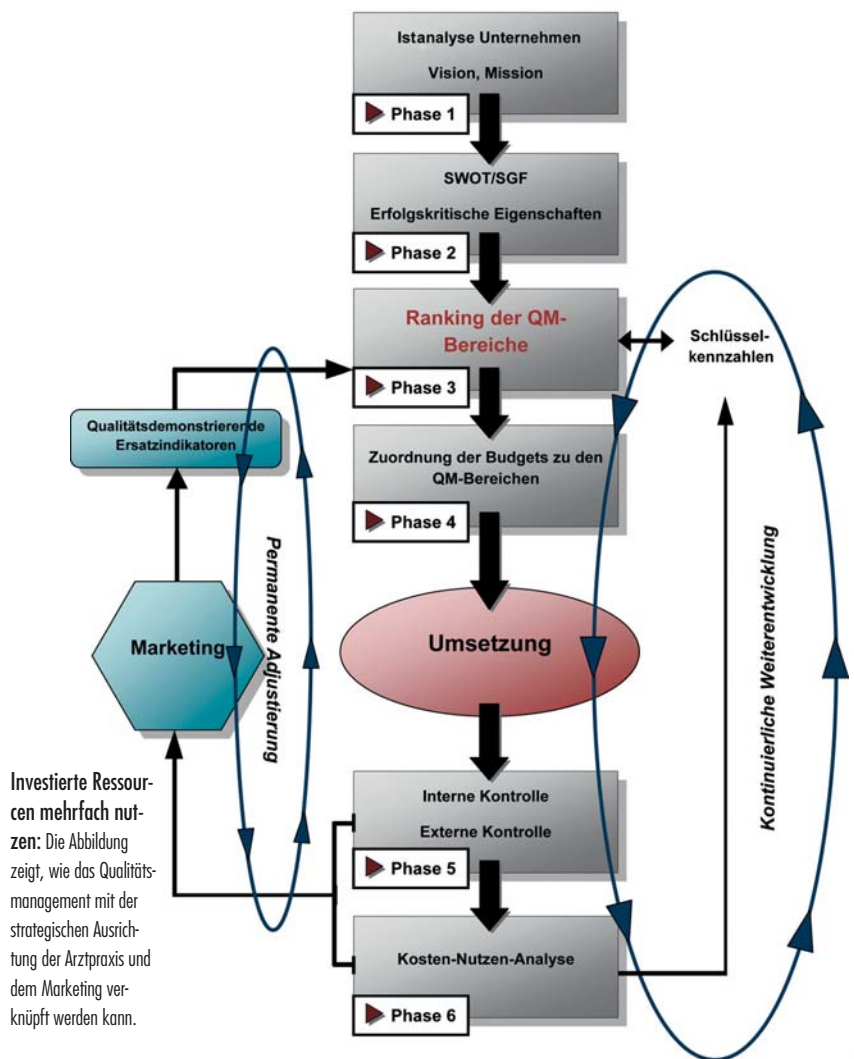 Istanalyse Unternehmen
Vision, Mission
Phase 1
SWOT/SGF
Erfolgskritische Eigenschaften
Phase 2
Ranking der QM-
Bereiche
Phase 3
Schlüssel-
kennzahlen
Qualitätsdemonstrierende
Ersatzindikatoren
Zuordnung der Budgets zu den
QM-Bereichen
Phase 4
Permanente Adjustierung
Marketing
Umsetzung
Kontinuierliche Weiterentwicklung
Interne Kontrolle
Externe Kontrolle
Phase 5
Kosten-Nutzen-Analyse
Phase 6
Investierte Ressour-
cen mehrfach nut-
zen: Die Abbildung
zeigt, wie das Qualitäts-
management mit der
strategischen Ausrich-
tung der Arztpraxis und
dem Marketing ver-
knüpft werden kann.